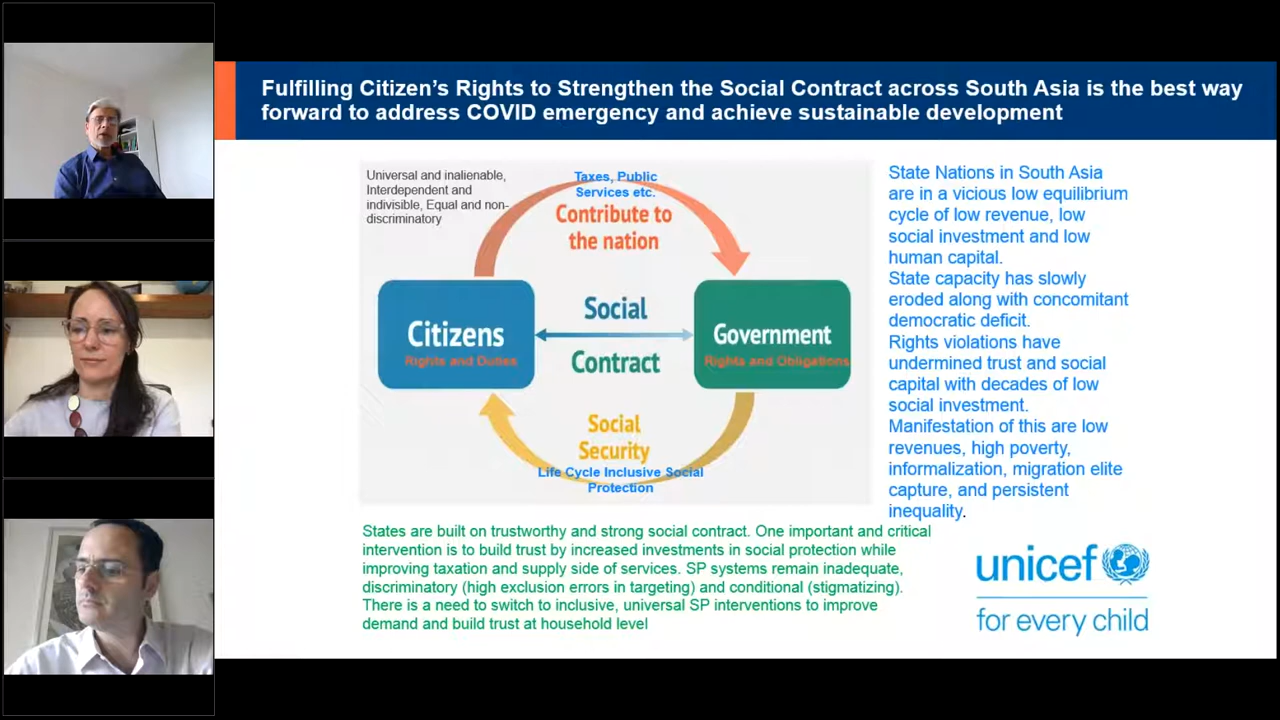 Fulfilling Citizen's Rights to Strengthen the Social Contract across South Asia is the best way
forward to address COVID emergency and achieve sustainable development
Universal and inalienable,
Interdependent and
indivisible, Equal and non-
discriminatory
Taxes, Public
Services etc.
Contribute to
the nation
Citizens
Rights and Duties
Social
Contract
Government
Rights and Obligations
Social
Security
Life Cycle Inclusive Social
Protection
State Nations in South Asia
are in a vicious low equilibrium
cycle of low revenue, low
social investment and low
human capital.
State capacity has slowly
eroded along with concomitant
democratic deficit.
Rights violations have
undermined trust and social
capital with decades of low
social investment.
Manifestation of this are low
revenues, high poverty,
informalization, migration elite
capture, and persistent
inequality.
States are built on trustworthy and strong social contract. One important and critical
intervention is to build trust by increased investments in social protection while
improving taxation and supply side of services. SP systems remain inadequate,
discriminatory (high exclusion errors in targeting) and conditional (stigmatizing).
There is a need to switch to inclusive, universal SP interventions to improve
demand and build trust at household level
unicef
for every child